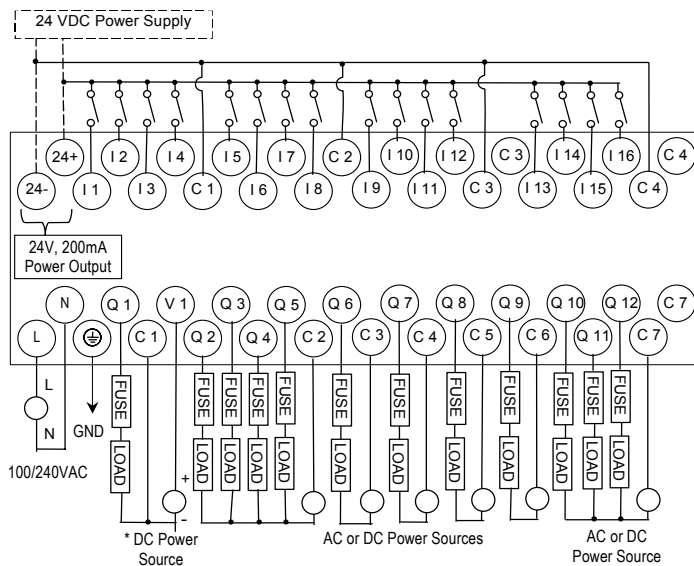 24 VDC Power Supply
24+ I 2 I 4 I 5 I 7 C 2 I 10 I 12 C 3 I 14 I 16 C 4
24- I 1 I 3 C 1 I 6 I 8 I 9 I 11 C 3 I 13 I 15 C 4
24V, 200mA
Power Output
N Q 1 V 1 Q 3 Q 5 Q 6 Q 7 Q 8 Q 9 Q 10 Q 12 C 7
L C 1 Q 2 Q 4 C 2 C 3 C 4 C 5 C 6 Q 11 C 7
L
N
GND
100/240VAC
FUSE FUSE FUSE FUSE FUSE FUSE FUSE FUSE FUSE FUSE FUSE FUSE
LOAD LOAD LOAD LOAD LOAD LOAD LOAD LOAD LOAD LOAD LOAD LOAD
+
-
* DC Power
Source
AC or DC Power Sources
AC or DC
Power Source